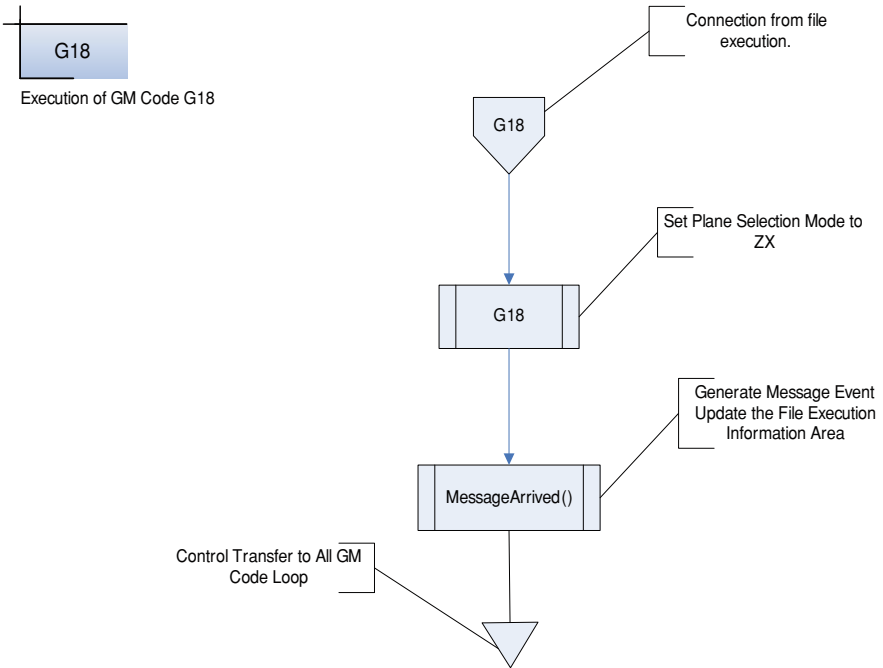 G18
Execution of GM Code G18
Connection from file
execution.
G18
Set Plane Selection Mode to
ZX
G18
Generate Message Event
Update the File Execution
Information Area
MessageArrived()
Control Transfer to All GM
Code Loop